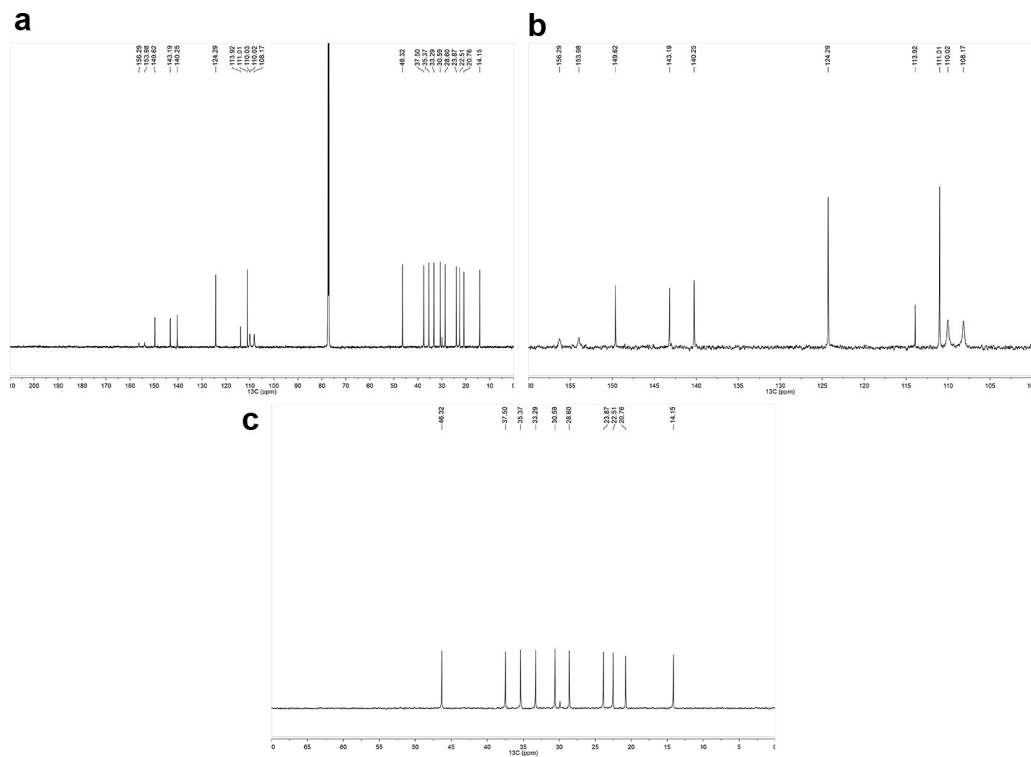 a
156.29 153.98 149.62 143.19 140.25 124.29 113.92 111.01 110.03 110.02 108.17 46.32 37.50 35.37 33.29 30.59 28.60 23.87 22.51 20.76 14.15
200 190 180 170 160 150 140 130 120 110 100 90 80 70 60 50 40 30 20 10
13C (ppm)
b
156.29 153.98 149.62 143.19 140.25 124.29 113.92 111.01 110.02 108.17
155 150 145 140 135 130 125 120 115 110 105
13C (ppm)
c
46.32 37.50 35.37 33.29 30.59 28.60 23.87 22.51 20.76 14.15
65 60 55 50 45 40 35 30 25 20 15 10 5
13C (ppm)